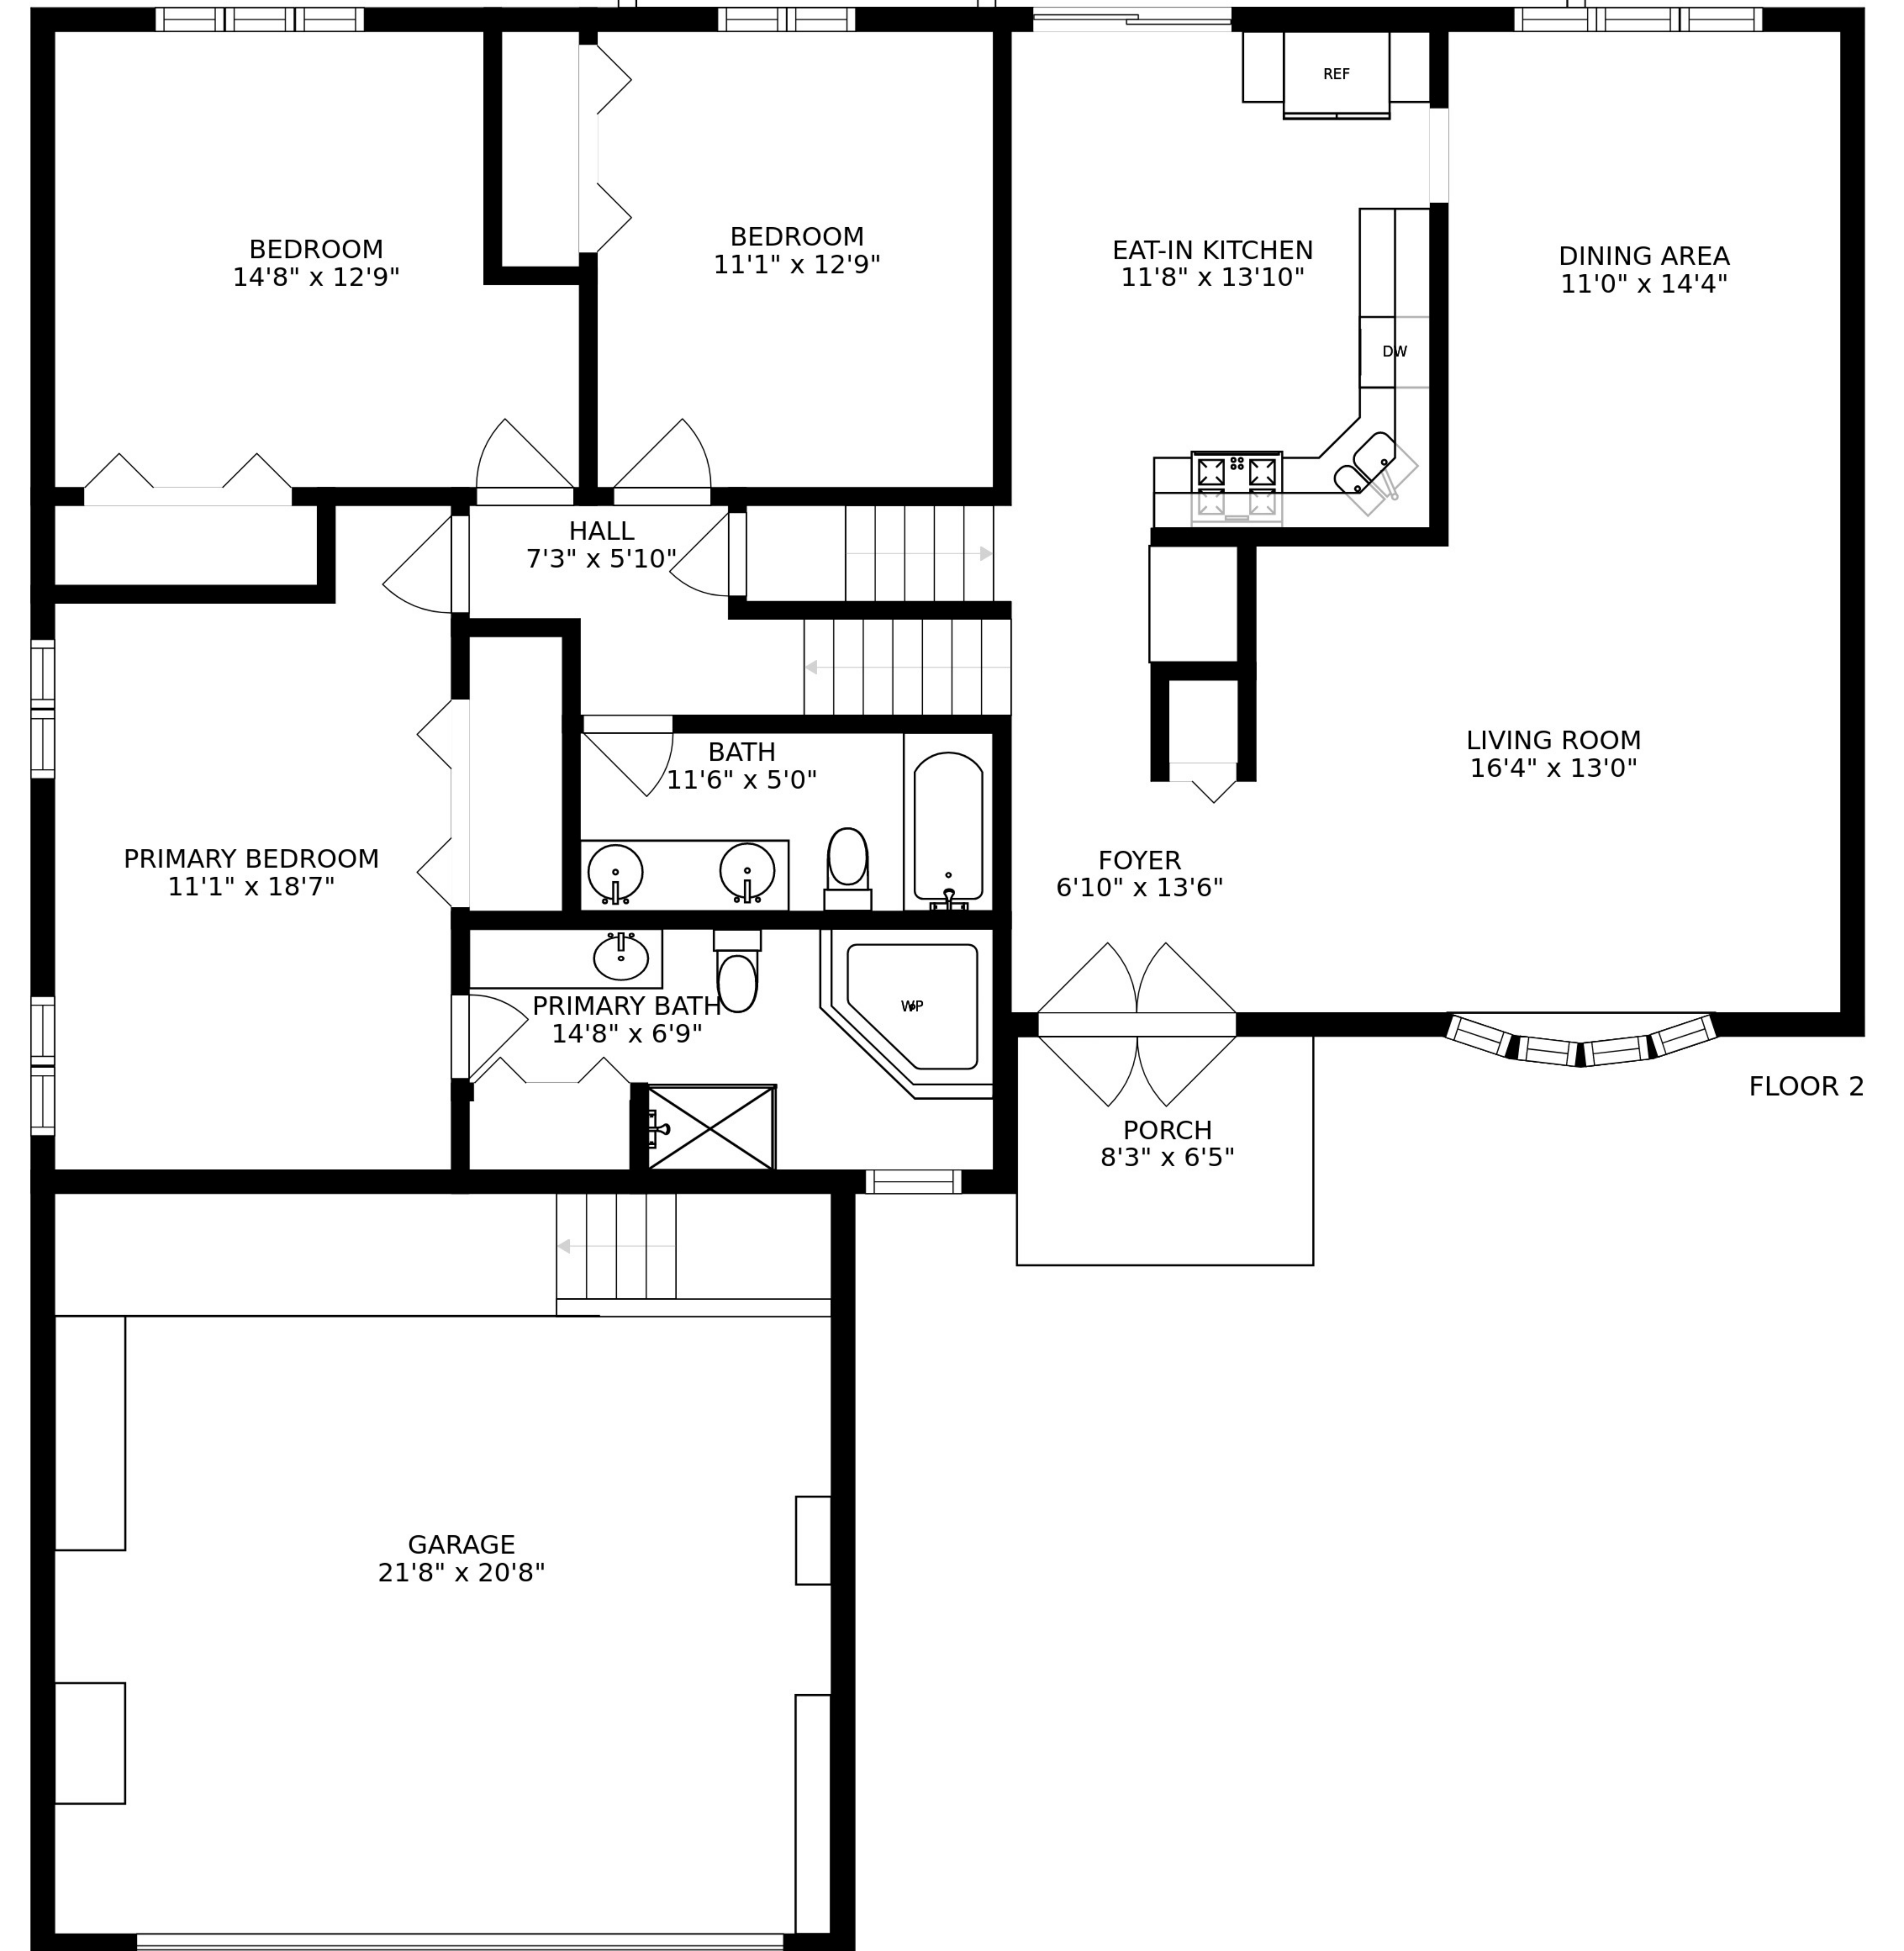 REF
BEDROOM
14'8" x 12'9"
BEDROOM
11'1" x 12'9"
EAT-IN KITCHEN
11'8" x 13'10"
DINING AREA
11'0" x 14'4"
DW
HALL
7'3" x 5'10"
BATH
11'6" x 5'0"
LIVING ROOM
16'4" x 13'0"
PRIMARY BEDROOM
11'1" x 18'7"
FOYER
6'10" x 13'6"
PRIMARY BATH
14'8" x 6'9"
WP
FLOOR 2
PORCH
8'3" x 6'5"
GARAGE
21'8" x 20'8"